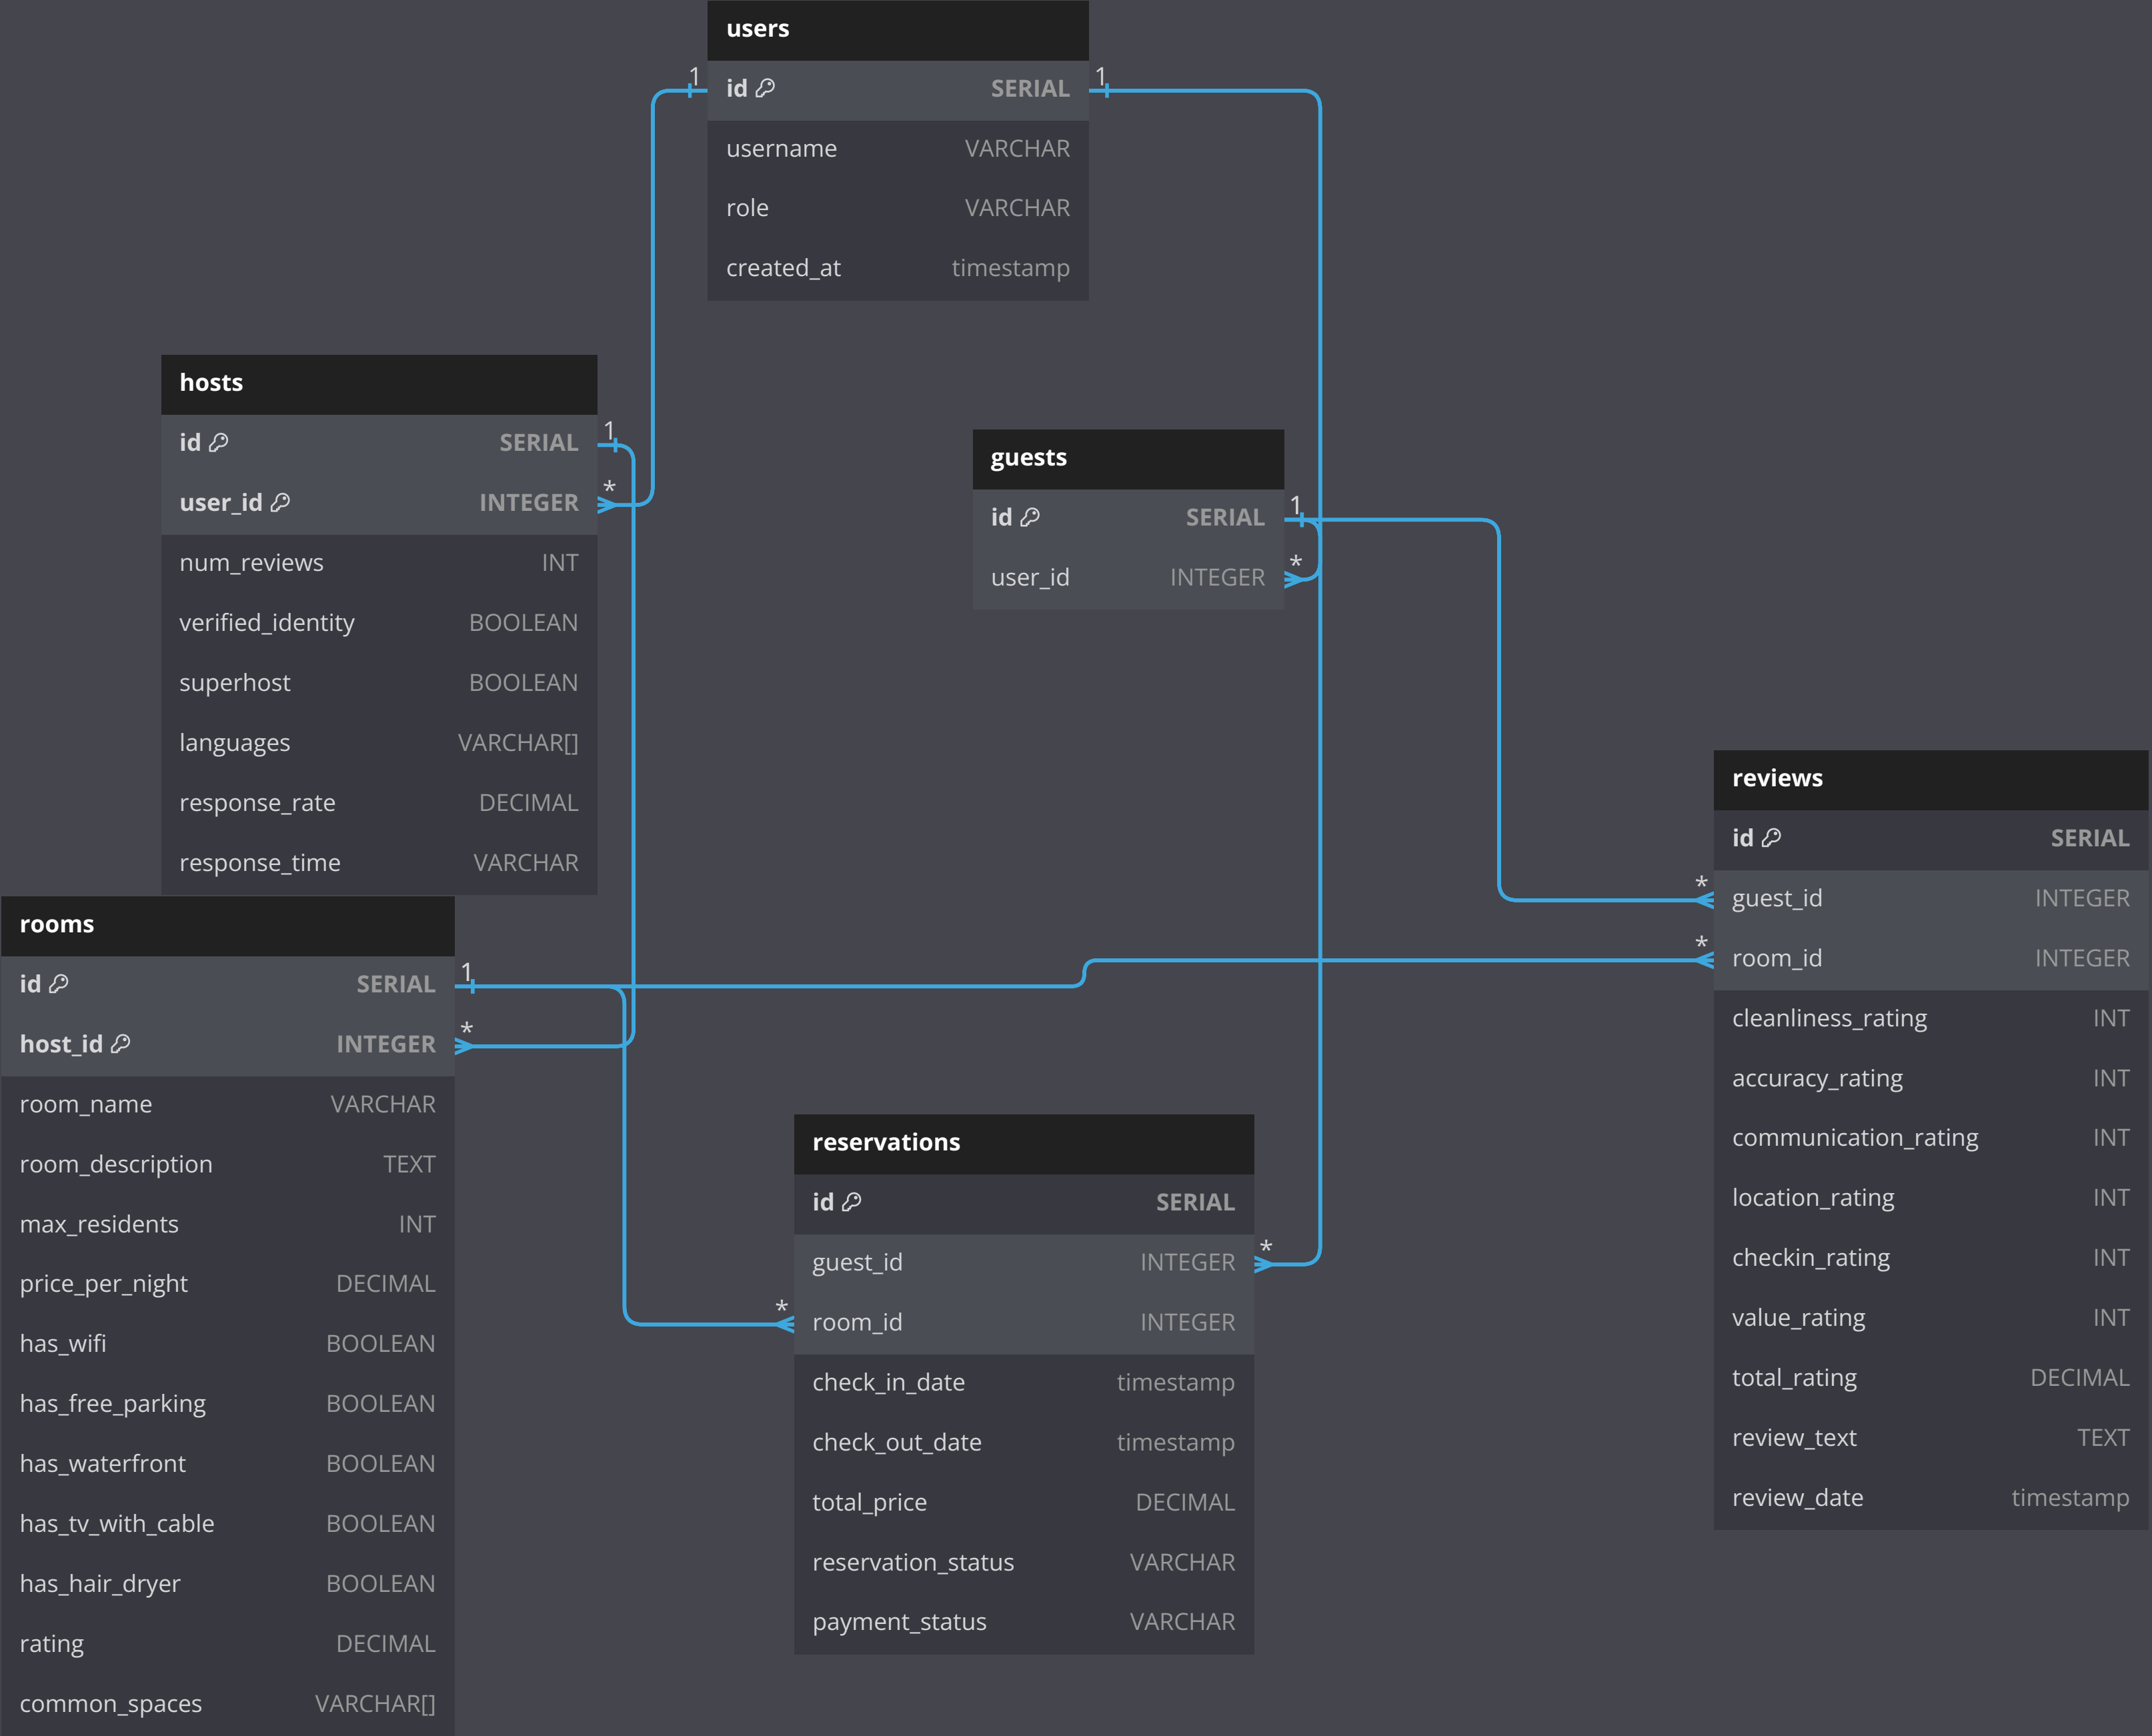 users
1 id SERIAL 1
username VARCHAR
role VARCHAR
created_at timestamp
hosts
id SERIAL 1
user_id INTEGER *
num_reviews INT
verified_identity BOOLEAN
superhost BOOLEAN
languages VARCHAR[]
response_rate DECIMAL
response_time VARCHAR
guests
id SERIAL 1
user_id INTEGER *
reviews
id SERIAL
* guest_id INTEGER
* room_id INTEGER
cleanliness_rating INT
accuracy_rating INT
communication_rating INT
location_rating INT
checkin_rating INT
value_rating INT
total_rating DECIMAL
review_text TEXT
review_date timestamp
rooms
id SERIAL 1
host_id INTEGER *
room_name VARCHAR
room_description TEXT
max_residents INT
price_per_night DECIMAL
has_wifi BOOLEAN
has_free_parking BOOLEAN
has_waterfront BOOLEAN
has_tv_with_cable BOOLEAN
has_hair_dryer BOOLEAN
rating DECIMAL
common_spaces VARCHAR[]
reservations
id SERIAL
guest_id INTEGER *
* room_id INTEGER
check_in_date timestamp
check_out_date timestamp
total_price DECIMAL
reservation_status VARCHAR
payment_status VARCHAR